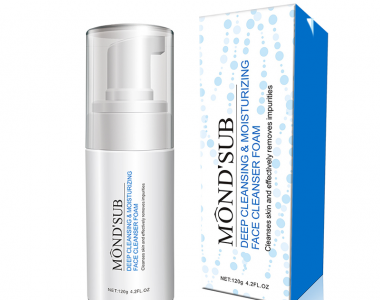 MOND'SUB
DEEP CLEANSING & MOISTURIZING
FACE CLEANSER FOAM
Cleanses skin and effectively removes impurities
NET:120g 4.2FL.OZ
MOND'SUB
DEEP CLEANSING & MOISTURIZING
FACE CLEANSER FOAM
Cleanses skin and effectively removes impurities
NET:120g 4.2FL.OZ